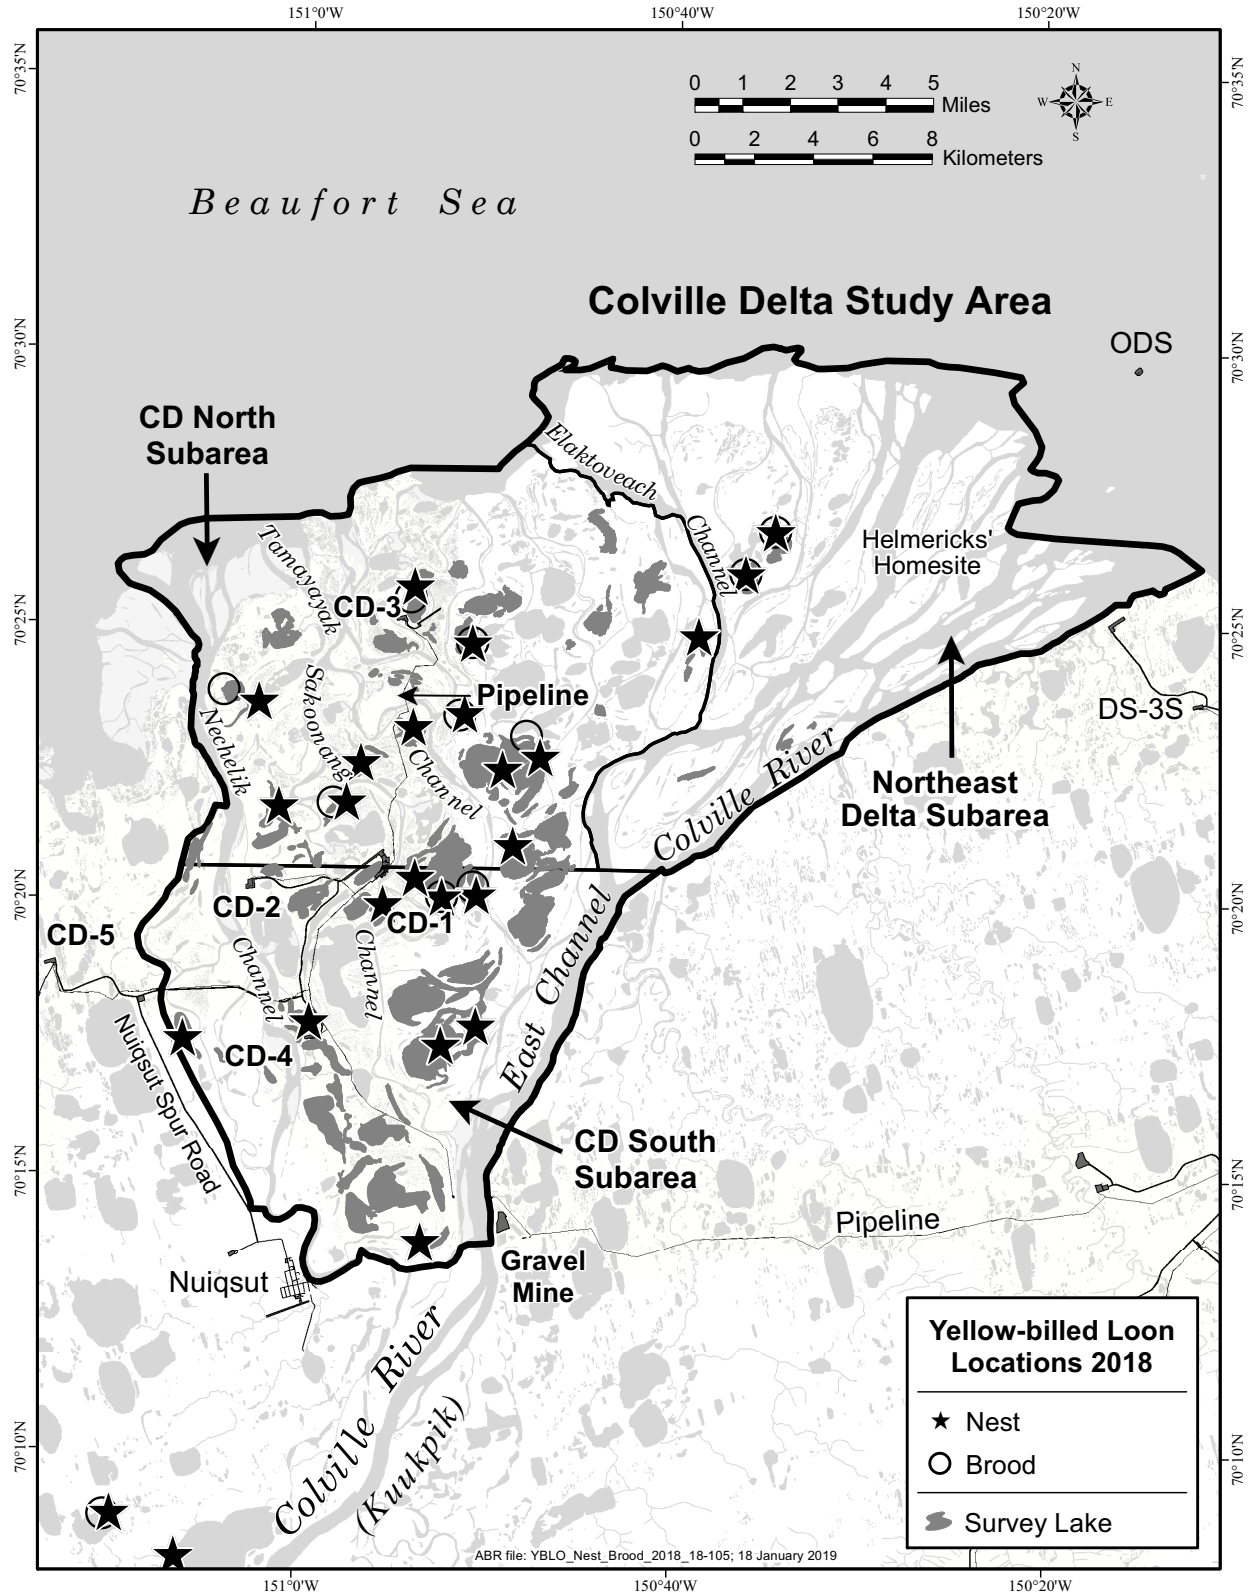 151°0'W
150°40'W
150°20'W
70°35'N
70°35'N
0 1 2 3 4 5
Miles
0 2 4 6 8
Kilometers
N
W
E
S
Beaufort Sea
Colville Delta Study Area
70°30'N
70°30'N
ODS
CD North
Subarea
Elaktoveach
Channel
Helmericks'
Homesite
Tamayayak
CD-3
70°25'N
70°25'N
Pipeline
Sakoonang
Nechelik
Channel
DS-3S
Colville River
Northeast
Delta Subarea
CD-2
CD-1
70°20'N
70°20'N
CD-5
Channel
Channel
East Channel
CD-4
Nuiqsut Spur Road
CD South
Subarea
70°15'N
70°15'N
Pipeline
Gravel
Mine
Nuiqsut
Colville River
(Kuukpik)
Yellow-billed Loon
Locations 2018
Nest
Brood
Survey Lake
70°10'N
70°10'N
ABR file: YBLO_Nest_Brood_2018_18-105; 18 January 2019
151°0'W
150°40'W
150°20'W